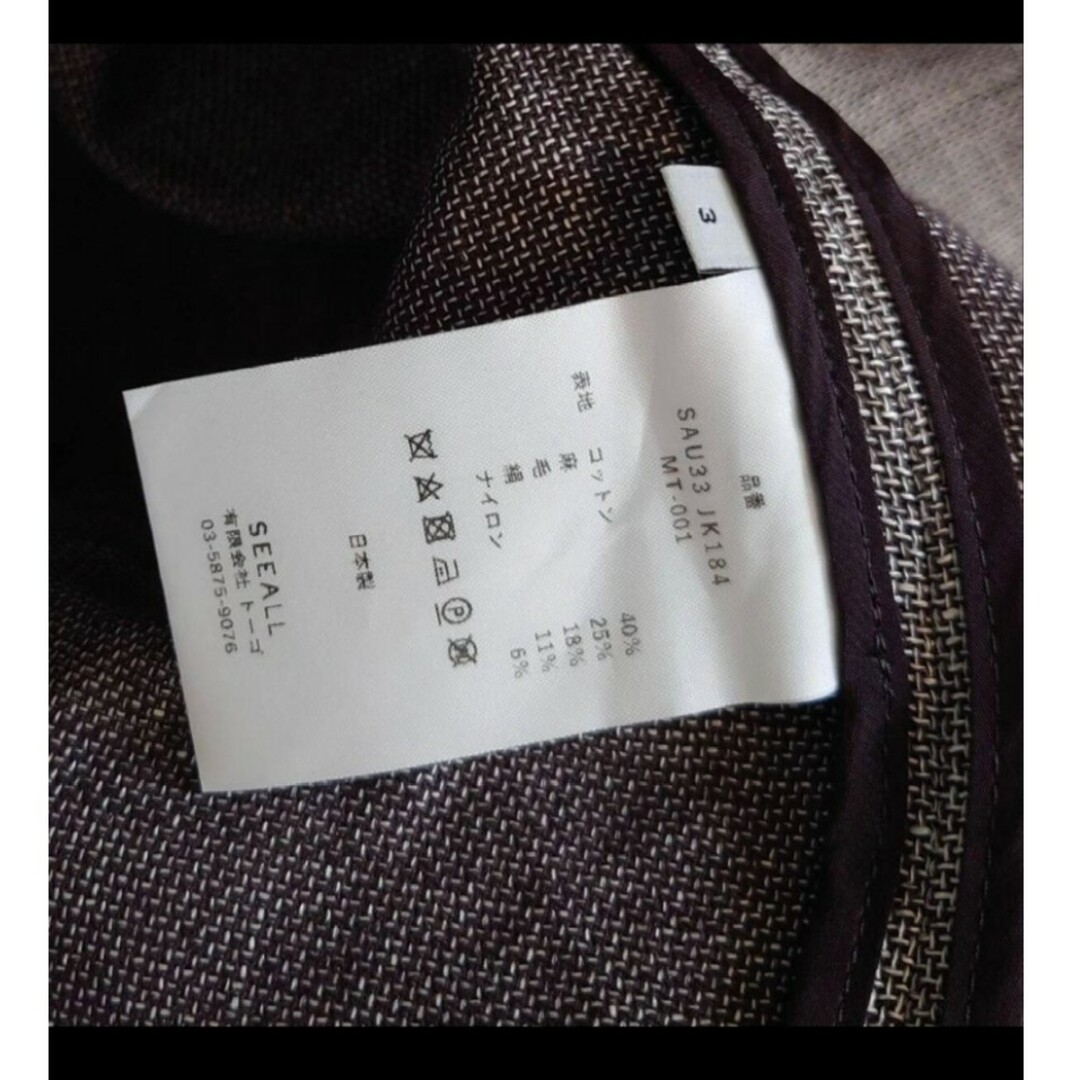 3
品番
SAU33 JK184
MT-001
表地 コットン 40%
麻 25%
毛 18%
絹 11%
ナイロン 6%
P
日本製
SEEALL
有限会社 トーゴ
03-5875-9076